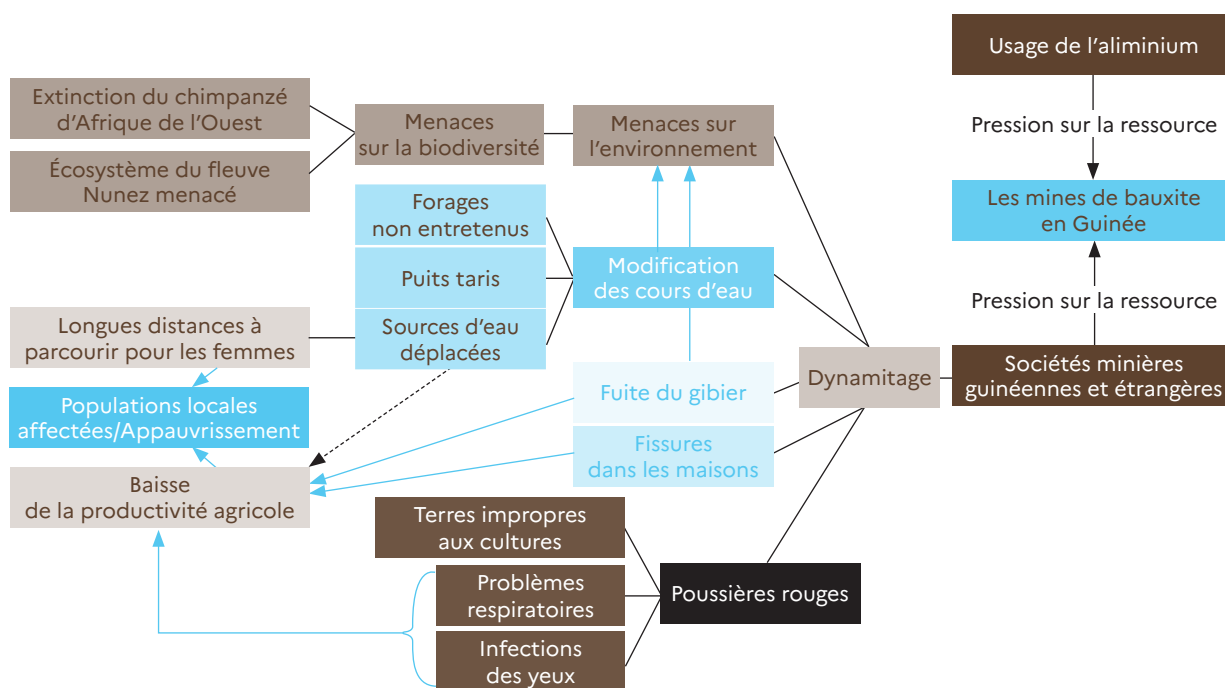 Usage de l'aliminium
Extinction du chimpanzé
d'Afrique de l'Ouest
Menaces
sur la biodiversité
Menaces sur
l'environnement
Pression sur la ressource
Écosystème du fleuve
Nunez menacé
Forages
non entretenus
Les mines de bauxite
en Guinée
Puits taris
Modification
des cours d'eau
Pression sur la ressource
Longues distances à
parcourir pour les femmes
Sources d'eau
déplacées
Dynamitage
Sociétés minières
guinéennes et étrangères
Populations locales
affectées/Appauvrissement
Fuite du gibier
Fissures
dans les maisons
Baisse
de la productivité agricole
Terres impropres
aux cultures
Problèmes
respiratoires
Poussières rouges
Infections
des yeux